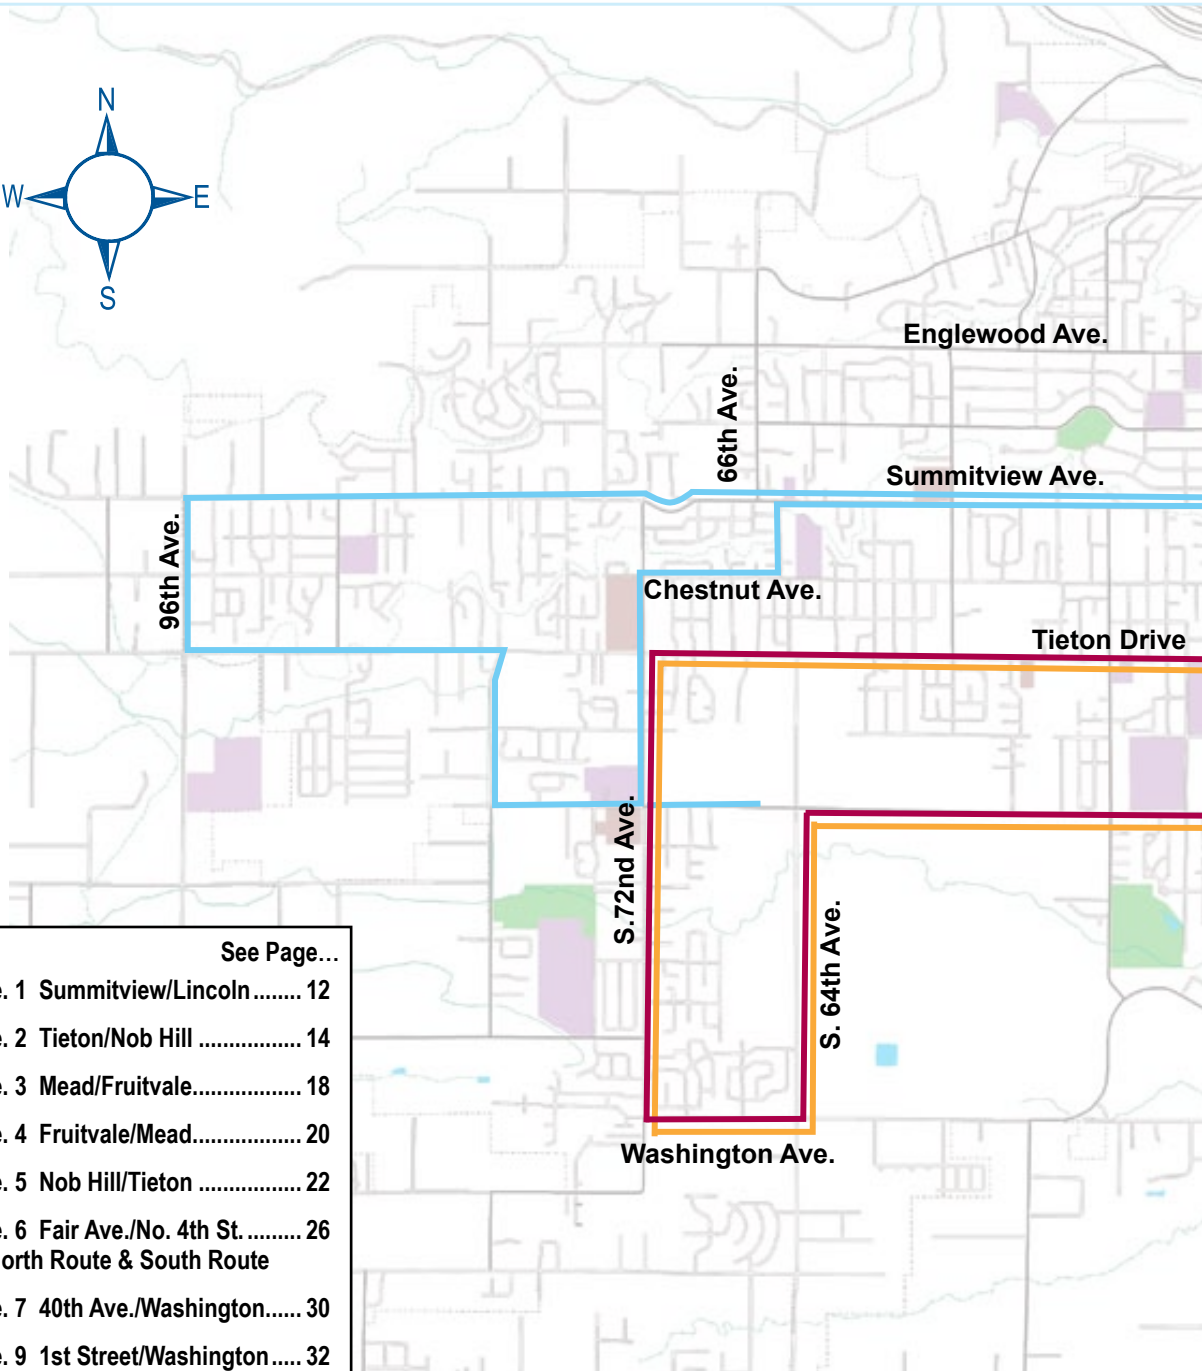 N
W E
S
Englewood Ave.
66th Ave.
Summitview Ave.
96th Ave.
Chestnut Ave.
Tieton Drive
S.72nd Ave.
S. 64th Ave.
Washington Ave.
See Page…
e. 1 Summitview/Lincoln........ 12
e. 2 Tieton/Nob Hill ................. 14
e. 3 Mead/Fruitvale.................. 18
e. 4 Fruitvale/Mead.................. 20
e. 5 Nob Hill/Tieton ................. 22
e. 6 Fair Ave./No. 4th St. ......... 26
orth Route & South Route
e. 7 40th Ave./Washington...... 30
e. 9 1st Street/Washington ..... 32